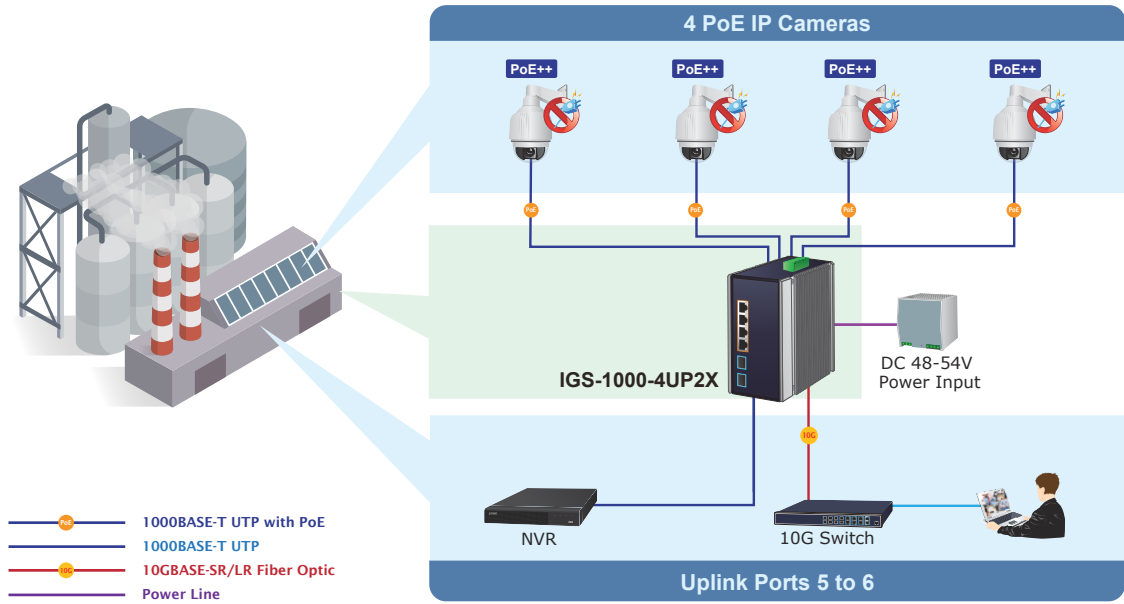 4 PoE IP Cameras
PoE++
PoE++
PoE++
PoE++
PoE
PoE
PoE
PoE
IGS-1000-4UP2X
DC 48-54V
Power Input
10G
NVR
10G Switch
Uplink Ports 5 to 6
PoE
1000BASE-T UTP with PoE
1000BASE-T UTP
10G
10GBASE-SR/LR Fiber Optic
Power Line